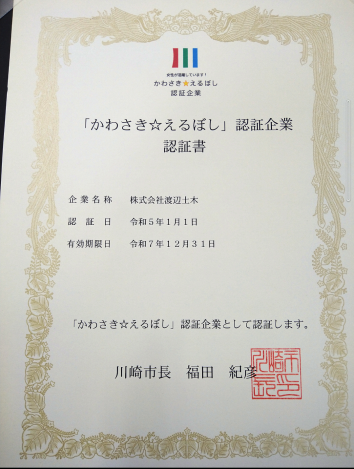 女性が活躍しています!
かわさき☆えるぼし
認証企業
「かわさき☆えるぼし」認証企業
認証書
企業名称 株式会社渡辺土木
認証日 令和5年1月1日
有効期限日 令和7年12月31日
「かわさき☆えるぼし」認証企業として認証します。
川崎市長 福田 紀彦